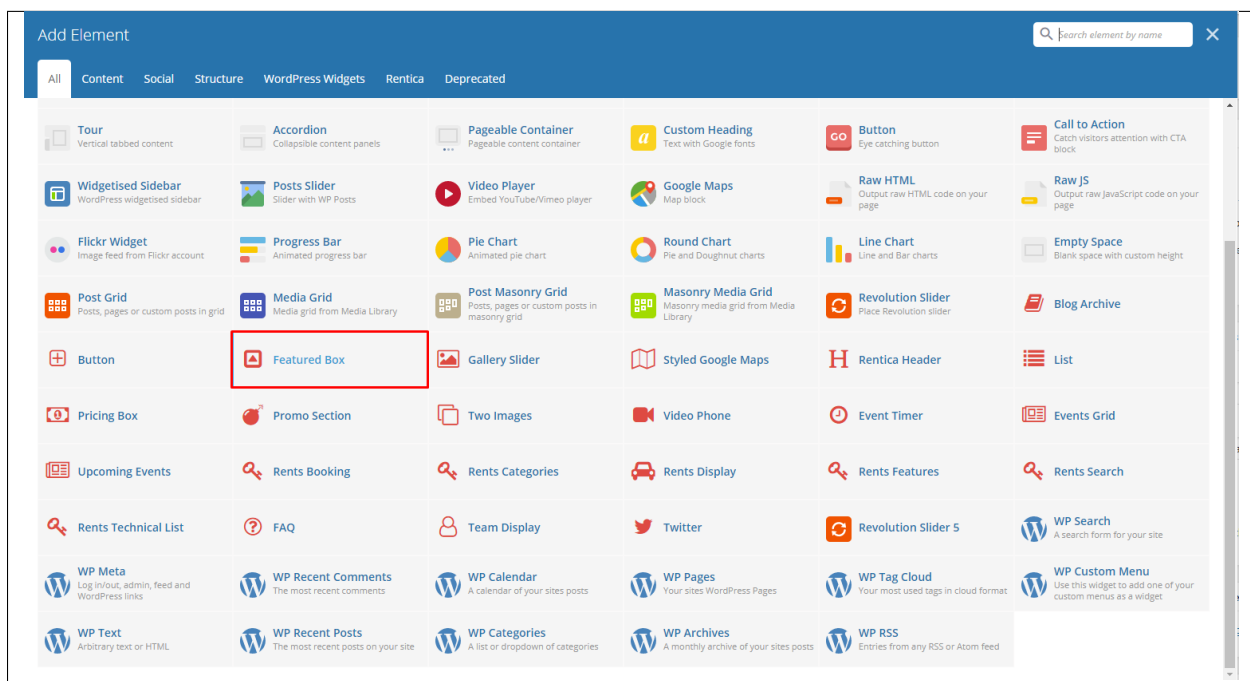 Add Element
Search element by name
All Content Social Structure WordPress Widgets Rentica Deprecated
Tour
Vertical tabbed content
Accordion
Collapsible content panels
Pageable Container
Pageable content container
Custom Heading
Text with Google fonts
GO
Button
Eye catching button
Call to Action
Catch visitors attention with CTA
block
Widgetised Sidebar
WordPress widgetised sidebar
Posts Slider
Slider with WP Posts
Video Player
Embed YouTube/Vimeo player
Google Maps
Map block
Raw HTML
Output raw HTML code on your
page
Raw JS
Output raw JavaScript code on your
page
Flickr Widget
Image feed from Flickr account
Progress Bar
Animated progress bar
Pie Chart
Animated pie chart
Round Chart
Pie and Doughnut charts
Line Chart
Line and Bar charts
Empty Space
Blank space with custom height
Post Grid
Posts, pages or custom posts in grid
Media Grid
Media grid from Media Library
Post Masonry Grid
Posts, pages or custom posts in
masonry grid
Masonry Media Grid
Masonry media grid from Media
Library
Revolution Slider
Place Revolution slider
Blog Archive
Button
Featured Box
Gallery Slider
Styled Google Maps
H Rentica Header
List
Pricing Box
Promo Section
Two Images
Video Phone
Event Timer
Events Grid
Upcoming Events
Rents Booking
Rents Categories
Rents Display
Rents Features
Rents Search
Rents Technical List
FAQ
Team Display
Twitter
Revolution Slider 5
WP Search
A search form for your site
WP Meta
Log in/out, admin, feed and
WordPress links
WP Recent Comments
The most recent comments
WP Calendar
A calendar of your sites posts
WP Pages
Your sites WordPress Pages
WP Tag Cloud
Your most used tags in cloud format
WP Custom Menu
Use this widget to add one of your
custom menus as a widget
WP Text
Arbitrary text or HTML
WP Recent Posts
The most recent posts on your site
WP Categories
A list or dropdown of categories
WP Archives
A monthly archive of your sites posts
WP RSS
Entries from any RSS or Atom feed